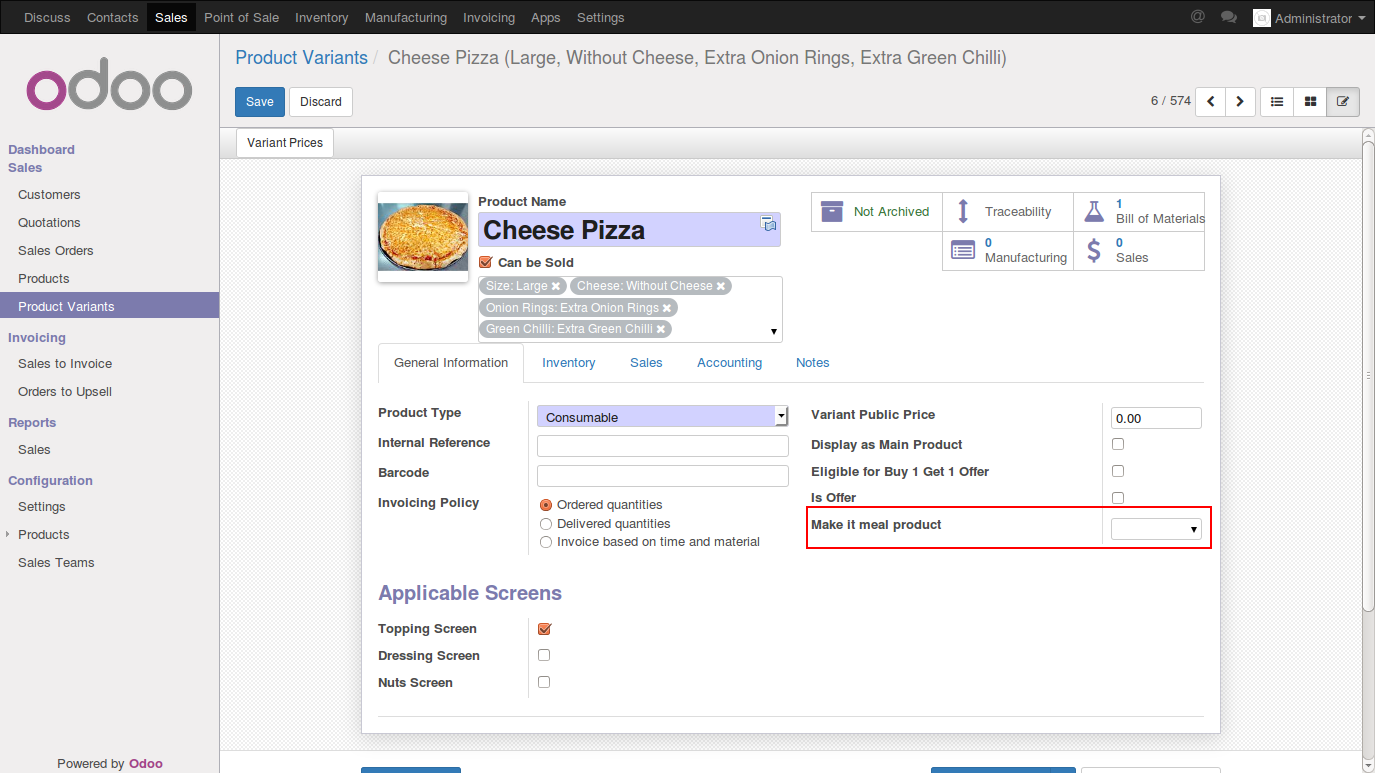 Discuss Contacts Sales Point of Sale Inventory Manufacturing Invoicing Apps Settings @ Administrator
odoo
Dashboard
Sales
Customers
Quotations
Sales Orders
Products
Product Variants
Invoicing
Sales to Invoice
Orders to Upsell
Reports
Sales
Configuration
Settings
Products
Sales Teams
Powered by Odoo
Product Variants / Cheese Pizza (Large, Without Cheese, Extra Onion Rings, Extra Green Chilli)
Save Discard 6 / 574
Variant Prices
Product Name
Cheese Pizza
Can be Sold
Size: Large Cheese: Without Cheese
Onion Rings: Extra Onion Rings
Green Chilli: Extra Green Chilli
Not Archived
Traceability
1
Bill of Materials
0
Manufacturing
0
Sales
General Information Inventory Sales Accounting Notes
Product Type Consumable
Internal Reference
Barcode
Invoicing Policy Ordered quantities
Delivered quantities
Invoice based on time and material
Variant Public Price 0.00
Display as Main Product
Eligible for Buy 1 Get 1 Offer
Is Offer
Make it meal product
Applicable Screens
Topping Screen
Dressing Screen
Nuts Screen